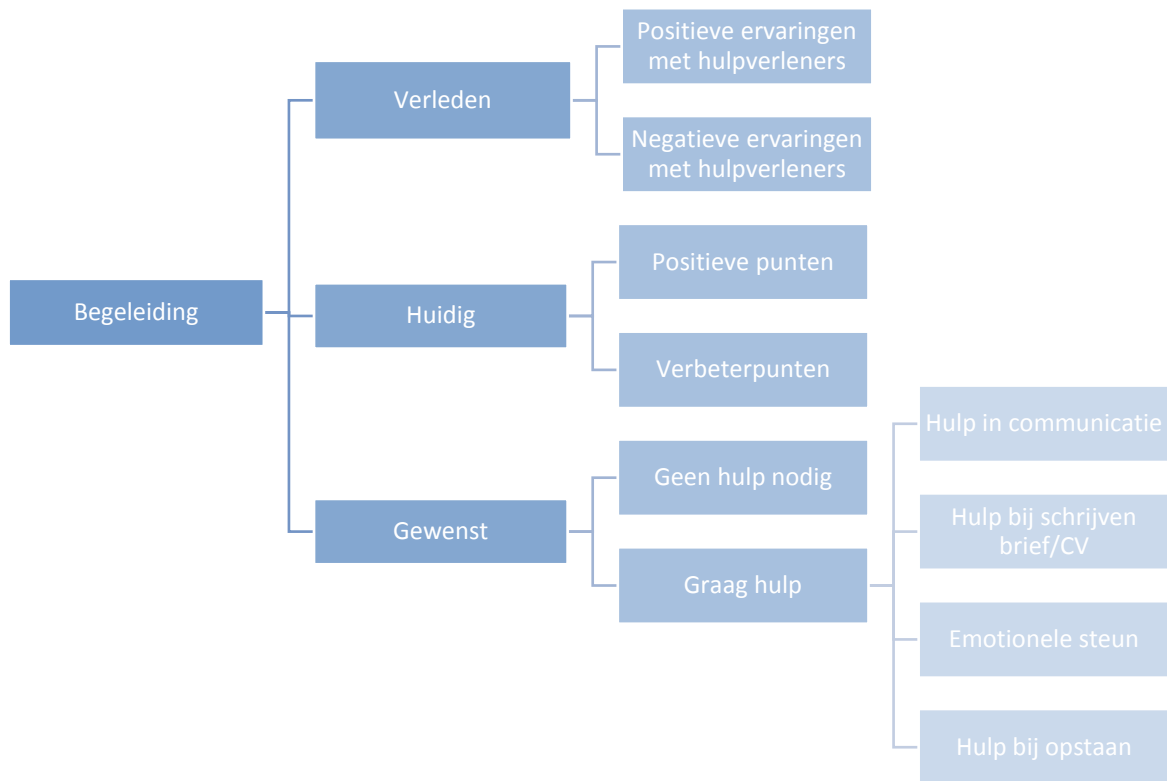 Begeleiding
Verleden
Positieve ervaringen
met hulpverleners
Negatieve ervaringen
met hulpverleners
Huidig
Positieve punten
Verbeterpunten
Gewenst
Geen hulp nodig
Graag hulp
Hulp in communicatie
Hulp bij schrijven
brief/CV
Emotionele steun
Hulp bij opstaan